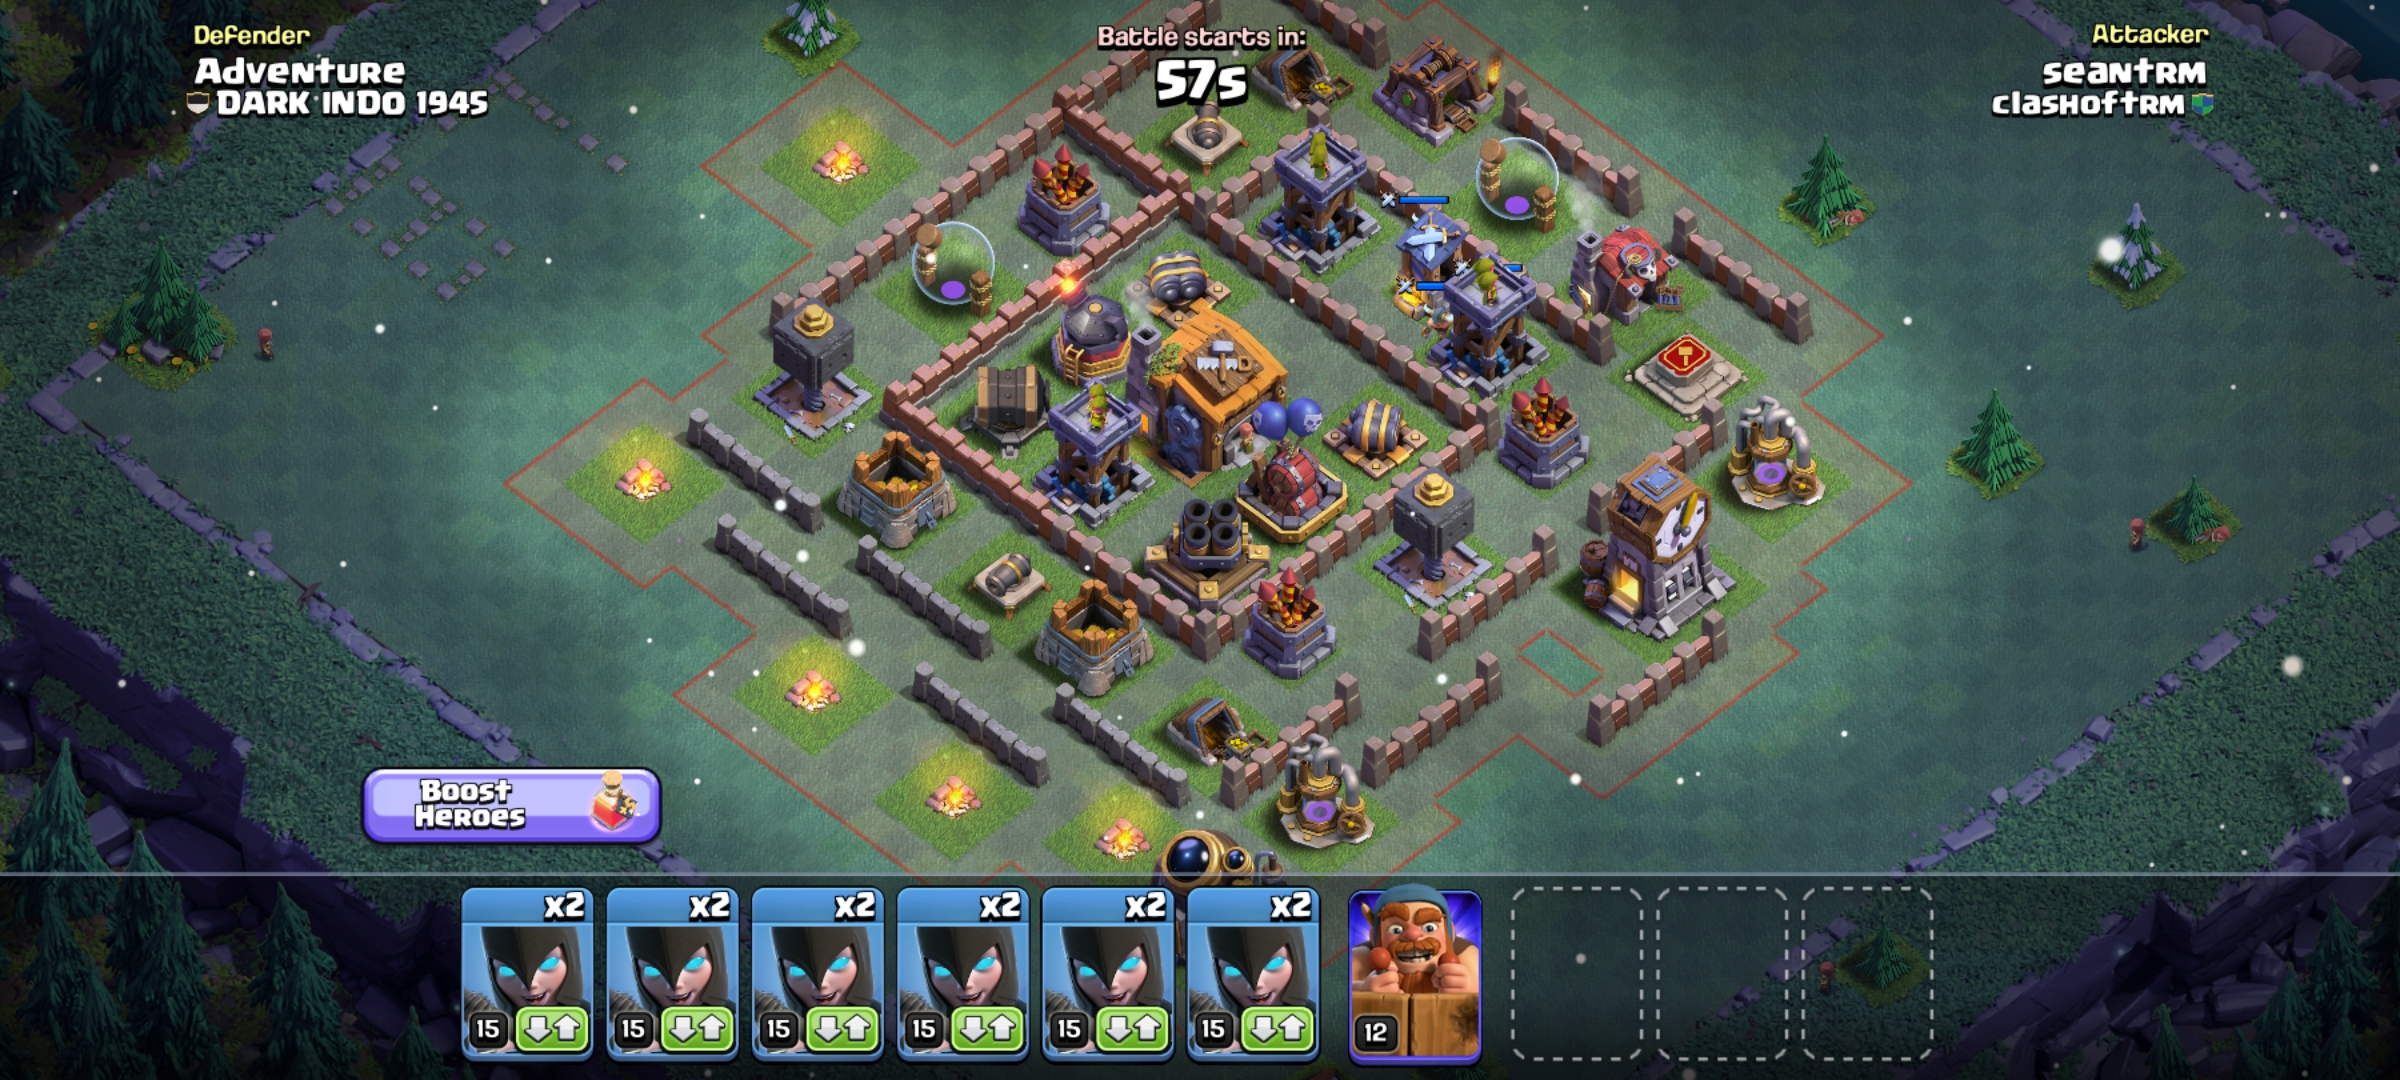 Defender
Adventure
DARK INDO 1945
Battle starts in:
57s
Attacker
seantRM
clashoftRM
Boost
Heroes
x2
x2
x2
x2
x2
x2
15
15
15
15
15
15
12